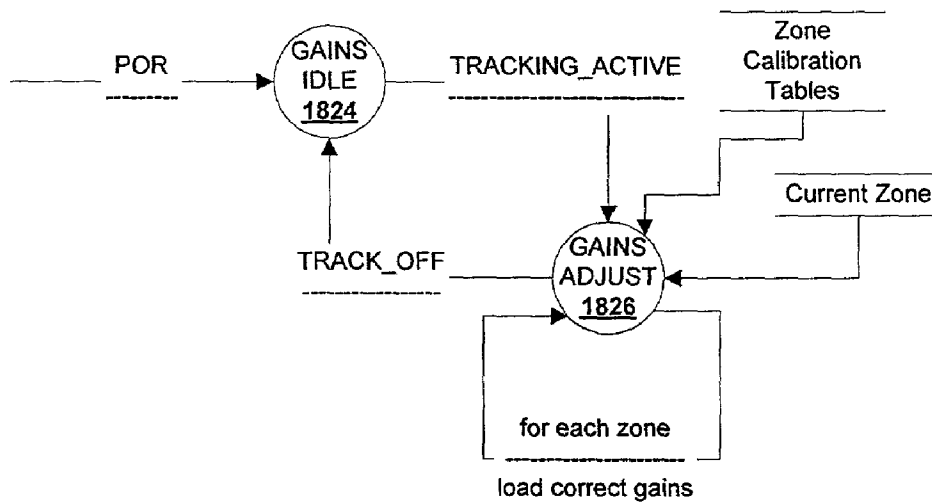 POR
GAINS
IDLE
1824
TRACKING_ACTIVE
Zone
Calibration
Tables
Current Zone
TRACK_OFF
GAINS
ADJUST
1826
for each zone
load correct gains